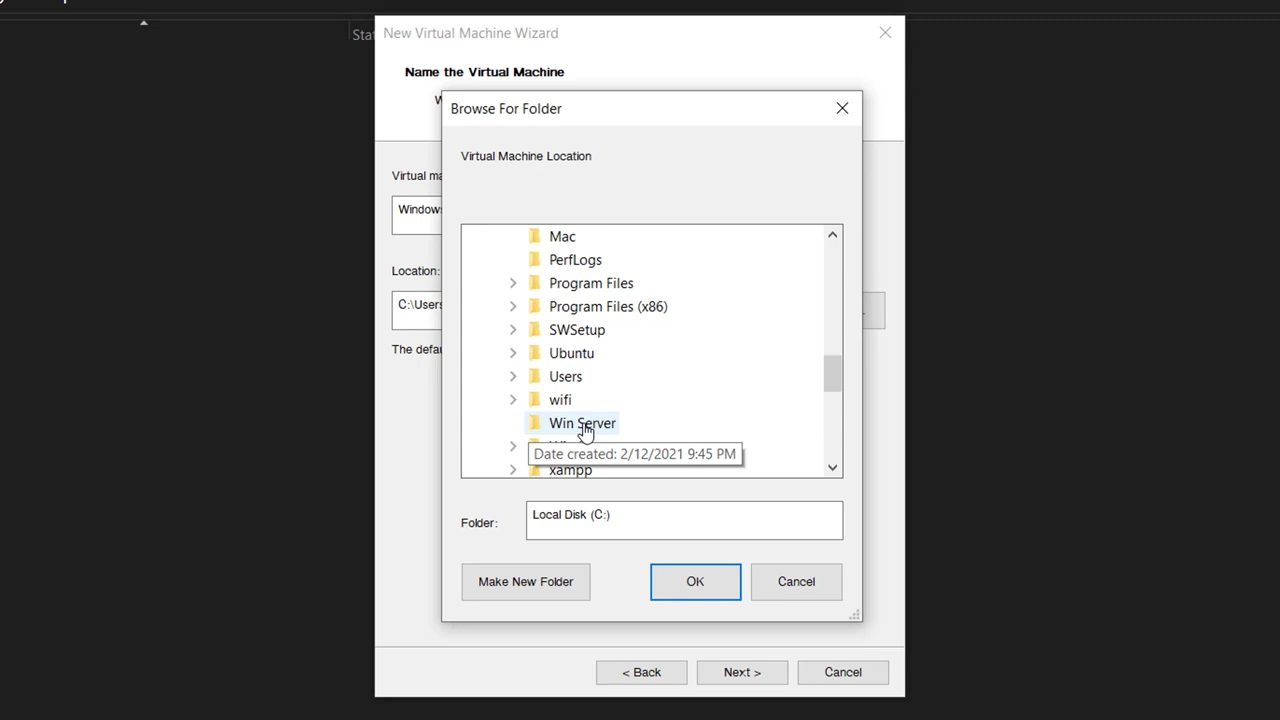 New Virtual Machine Wizard
Name the Virtual Machine
Browse For Folder
Virtual Machine Location
Virtual ma
Windows
Location:
C:\Users
The defau
Mac
PerfLogs
Program Files
Program Files (x86)
SWSetup
Ubuntu
Users
wifi
Win Server
Date created: 2/12/2021 9:45 PM
xampp
Folder:
Local Disk (C:)
Make New Folder
OK
Cancel
< Back
Next >
Cancel